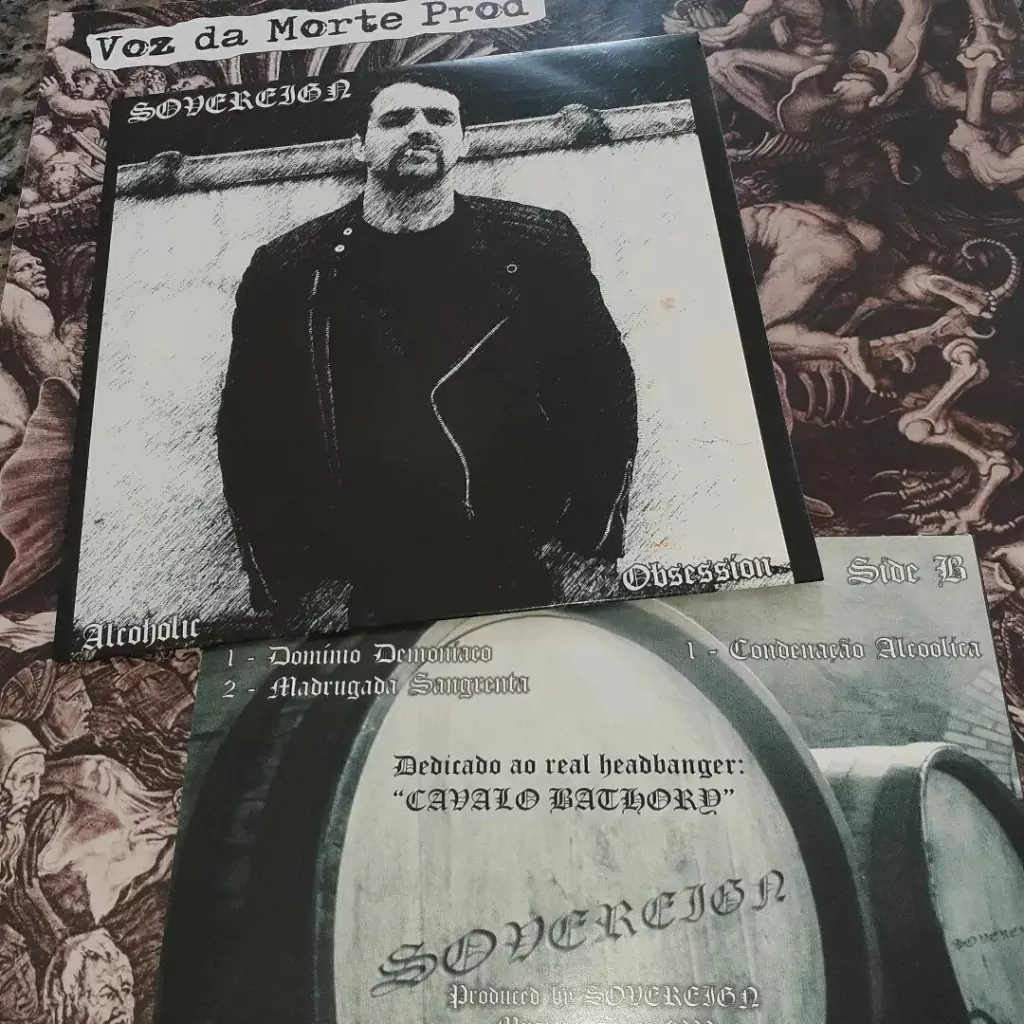 Voz da Morte Prod
SOVEREIGN
Alcoholic
Obsession
Side B
1 - Domínio Demoníaco
2 - Madrugada Sangrenta
1 - Condenação Alcoolica
Dedicado ao real headbanger:
"CAVALO BATHORY"
SOVEREIGN
Produced by SOVEREIGN